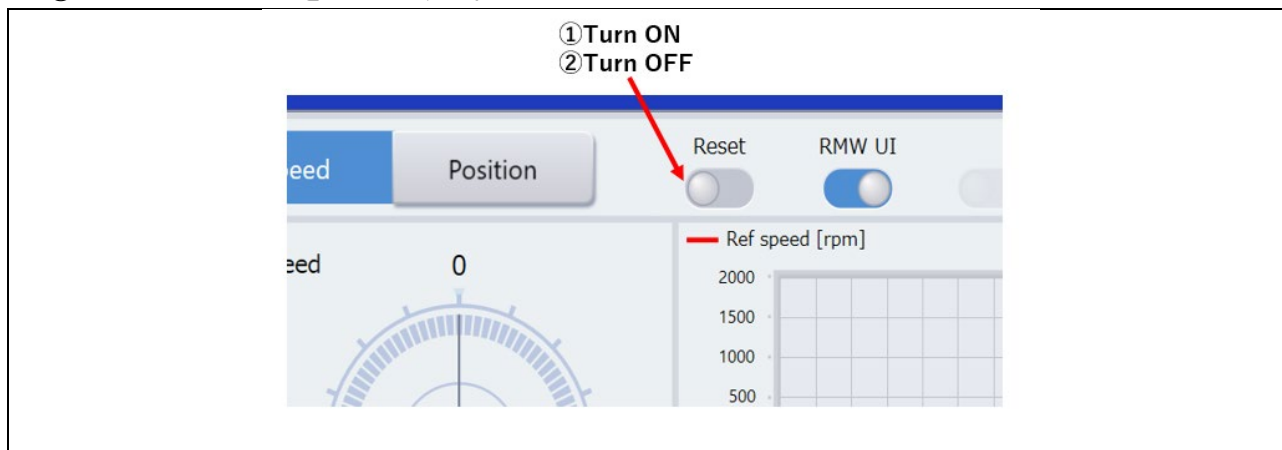 ①Turn ON
②Turn OFF
eed
Position
Reset
RMW UI
eed
0
Ref speed [rpm]
2000
1500
1000
500